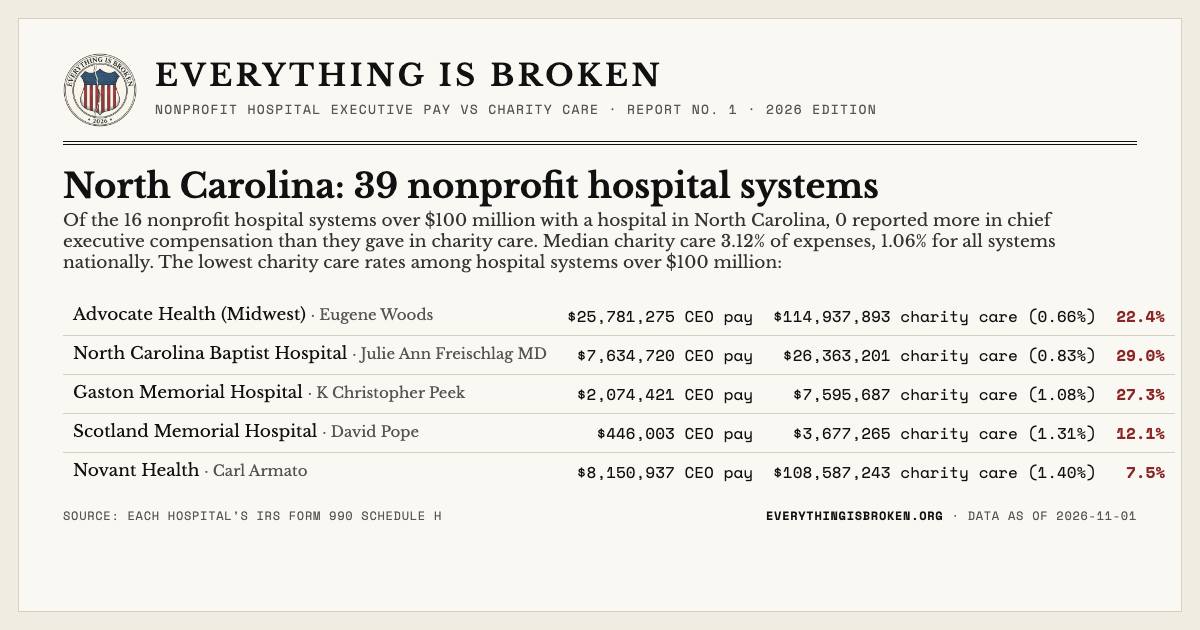 EVERYTHING IS BROKEN
2026
EVERYTHING IS BROKEN
NONPROFIT HOSPITAL EXECUTIVE PAY VS CHARITY CARE · REPORT NO. 1 · 2026 EDITION
North Carolina: 39 nonprofit hospital systems
Of the 16 nonprofit hospital systems over $100 million with a hospital in North Carolina, 0 reported more in chief
executive compensation than they gave in charity care. Median charity care 3.12% of expenses, 1.06% for all systems
nationally. The lowest charity care rates among hospital systems over $100 million:
Advocate Health (Midwest) · Eugene Woods $25,781,275 CEO pay $114,937,893 charity care (0.66%) 22.4%
North Carolina Baptist Hospital · Julie Ann Freischlag MD $7,634,720 CEO pay $26,363,201 charity care (0.83%) 29.0%
Gaston Memorial Hospital · K Christopher Peek $2,074,421 CEO pay $7,595,687 charity care (1.08%) 27.3%
Scotland Memorial Hospital · David Pope $446,003 CEO pay $3,677,265 charity care (1.31%) 12.1%
Novant Health · Carl Armato $8,150,937 CEO pay $108,587,243 charity care (1.40%) 7.5%
SOURCE: EACH HOSPITAL'S IRS FORM 990 SCHEDULE H
EVERYTHINGISBROKEN.ORG · DATA AS OF 2026-11-01